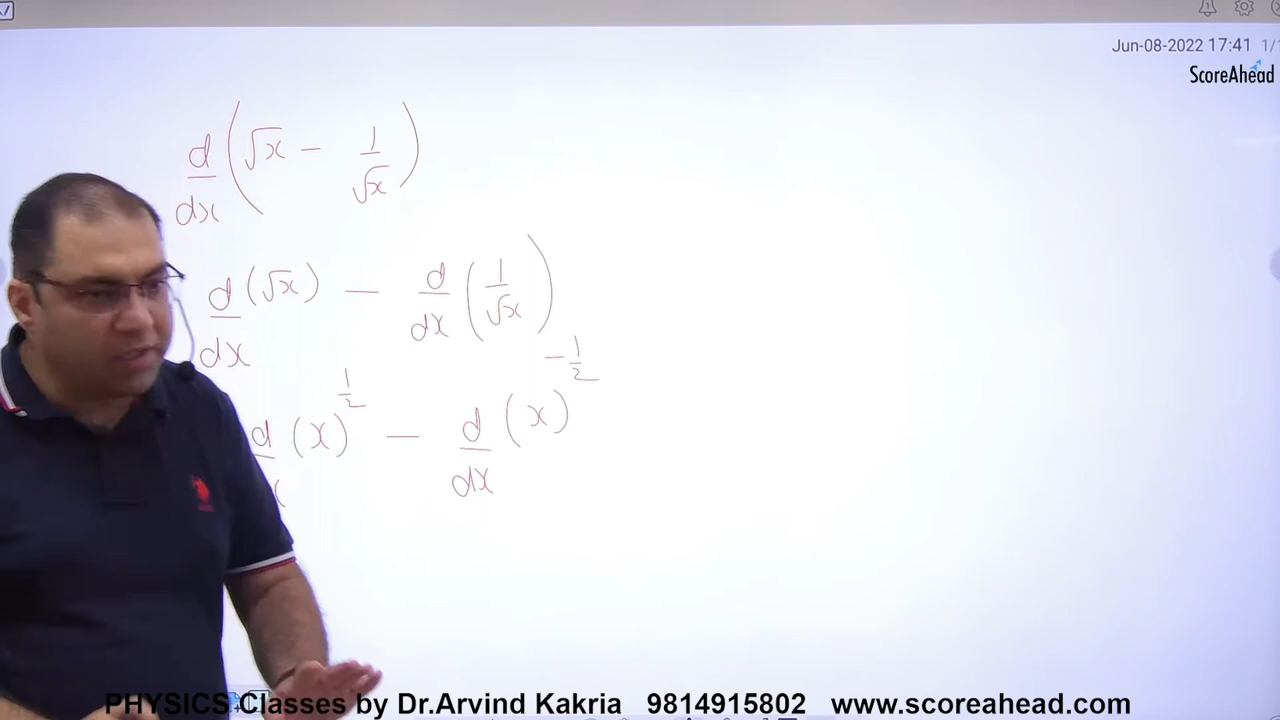 Jun-08-2022 17:41 1/
ScoreAhead
d/dx (√x − 1/√x)
d/dx (√x) − d/dx (1/√x)
d (x)^(1/2) − d/dx (x)^(−1/2)
PHYSICS Classes by Dr.Arvind Kakria 9814915802 www.scoreahead.com